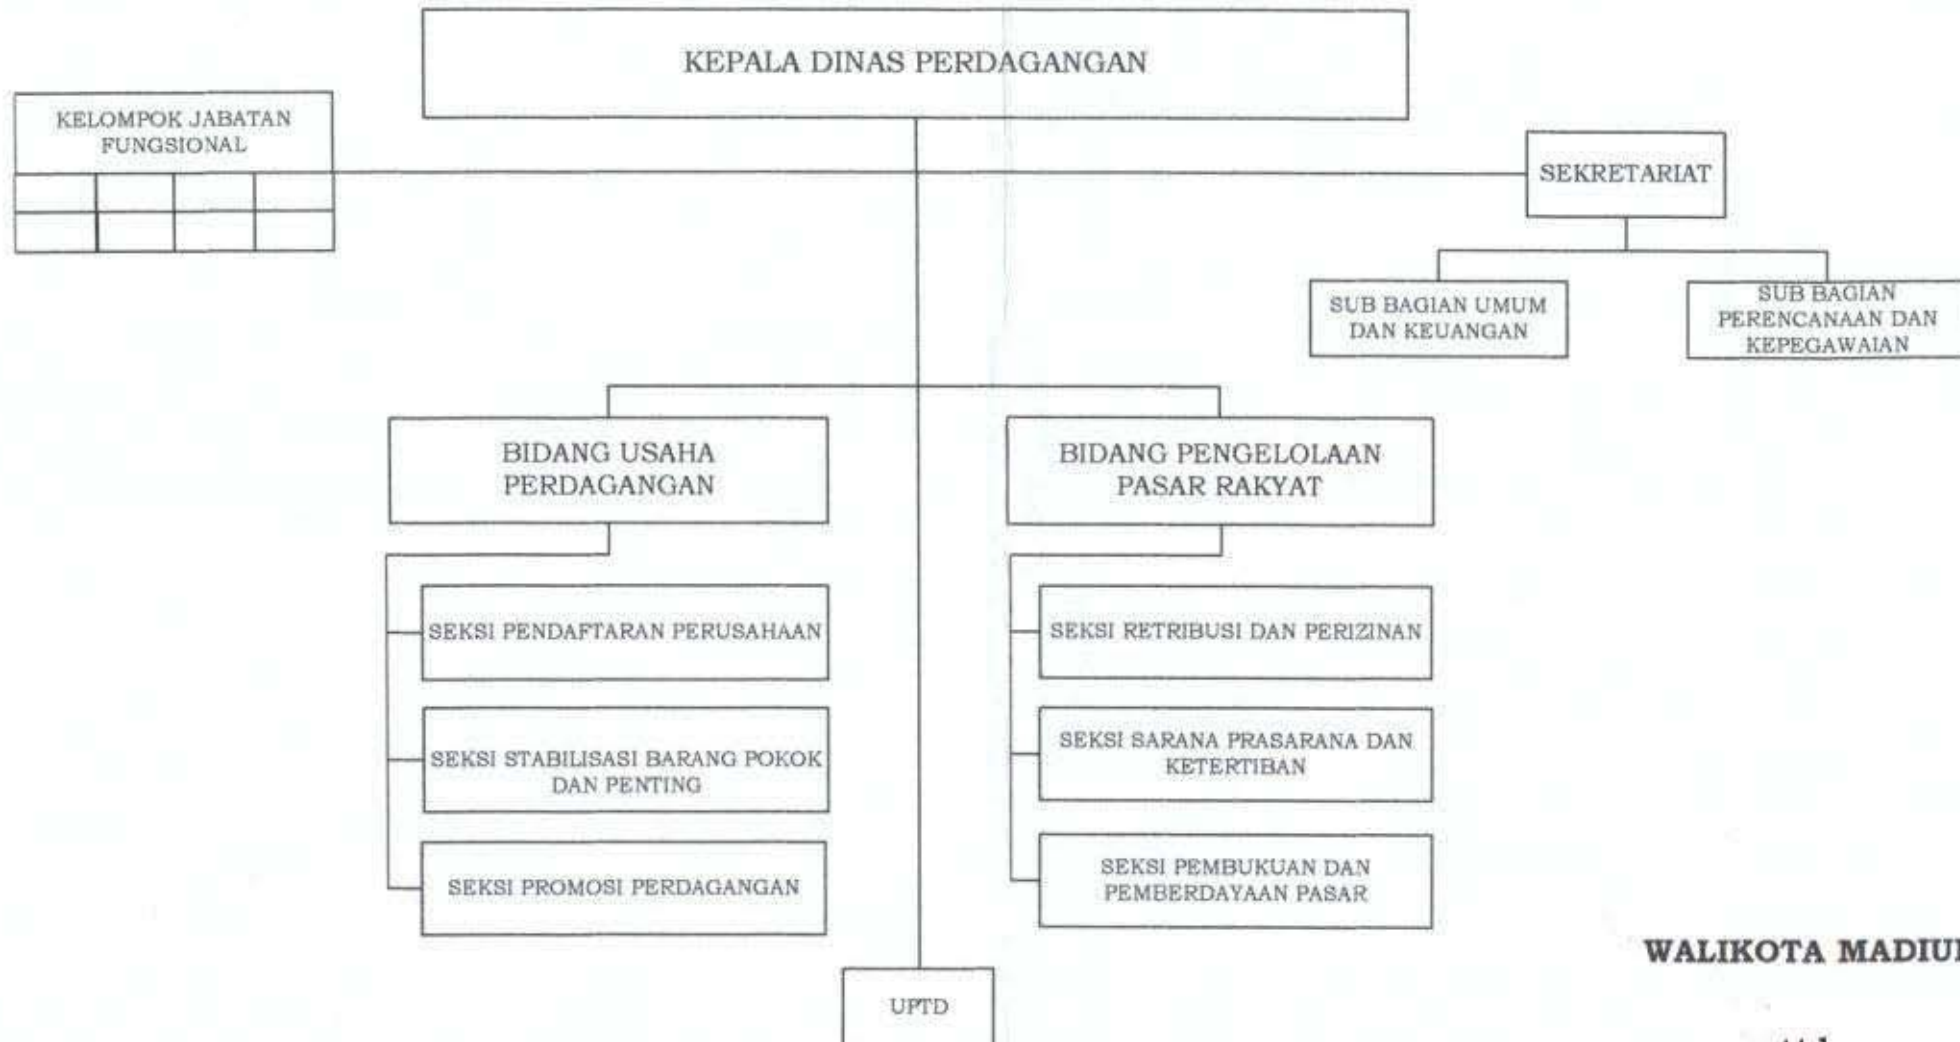 KEPALA DINAS PERDAGANGAN
KELOMPOK JABATAN
FUNGSIONAL
SEKRETARIAT
SUB BAGIAN UMUM
DAN KEUANGAN
SUB BAGIAN
PERENCANAAN DAN
KEPEGAWAIAN
BIDANG USAHA
PERDAGANGAN
BIDANG PENGELOLAAN
PASAR RAKYAT
SEKSI PENDAFTARAN PERUSAHAAN
SEKSI STABILISASI BARANG POKOK
DAN PENTING
SEKSI PROMOSI PERDAGANGAN
SEKSI RETRIBUSI DAN PERIZINAN
SEKSI SARANA PRASARANA DAN
KETERTIBAN
SEKSI PEMBUKUAN DAN
PEMBERDAYAAN PASAR
UPTD
WALIKOTA